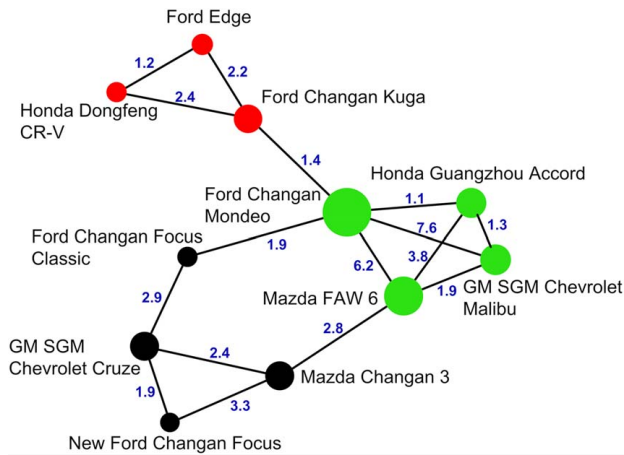 Ford Edge
1.2
2.2
2.4
Honda Dongfeng
CR-V
Ford Changan Kuga
1.4
Honda Guangzhou Accord
Ford Changan
Mondeo
1.1
1.3
7.6
Ford Changan Focus
Classic
1.9
6.2
3.8
Mazda FAW 6
1.9
GM SGM Chevrolet
Malibu
2.9
2.8
GM SGM
Chevrolet Cruze
2.4
Mazda Changan 3
1.9
3.3
New Ford Changan Focus